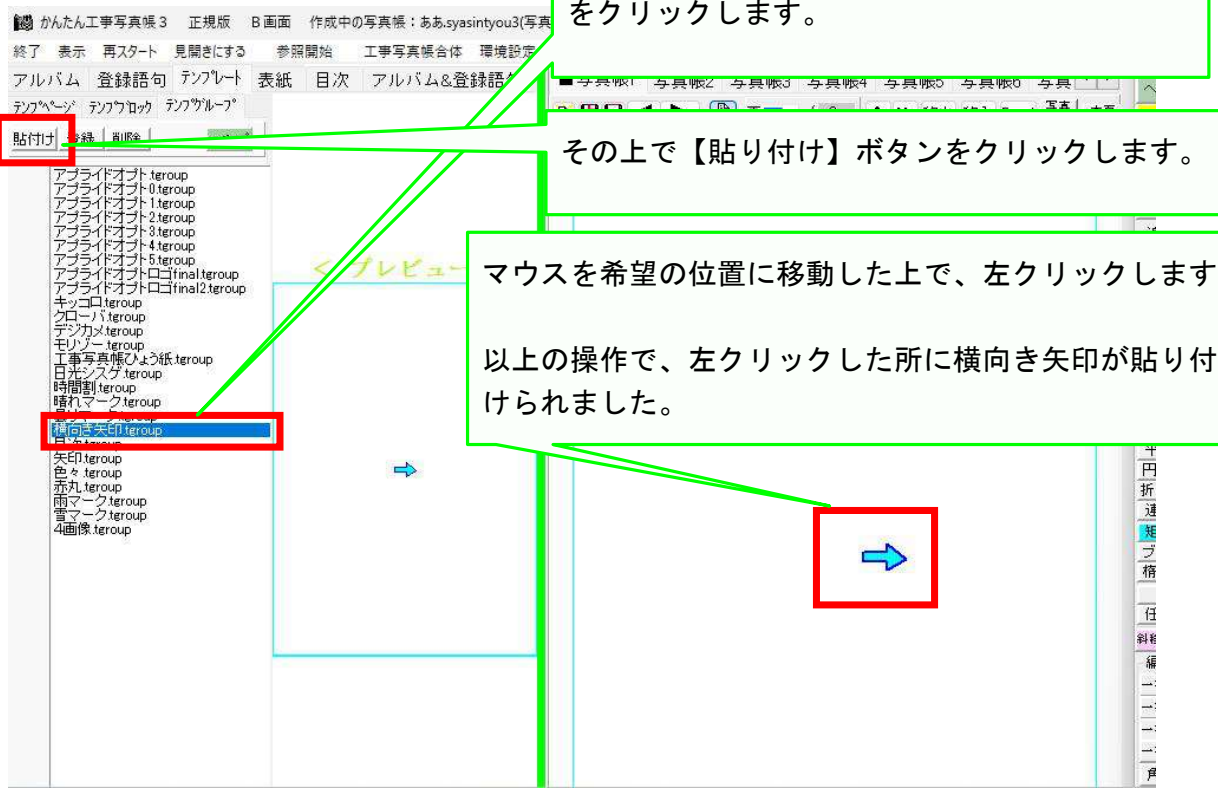 をクリックします。
かんたん工事写真帳３ 正規版 B画面 作成中の写真帳：ああ.syasintyou3(写真
終了 表示 再スタート 見開きにする 参照開始 工事写真帳合体 環境設定
アルバム 登録語句 ﾃﾝﾌﾟﾚｰﾄ 表紙 目次 アルバム&登録語句
■写真帳1 写真帳2 写真帳3 写真帳4 写真帳5 写真帳6 写真
ﾃﾝﾌﾟﾍﾟｰｼﾞ ﾃﾝﾌﾟﾌﾞﾛｯｸ ﾃﾝﾌﾟｸﾞﾙｰﾌﾟ
貼付け 登録 削除
その上で【貼り付け】ボタンをクリックします。
アプライドオプト.tgroup
アプライドオプト0.tgroup
アプライドオプト1.tgroup
アプライドオプト2.tgroup
アプライドオプト3.tgroup
アプライドオプト4.tgroup
アプライドオプト5.tgroup
アプライドオプトロゴfinal.tgroup
アプライドオプトロゴfinal2.tgroup
キッコロ.tgroup
クローバ.tgroup
デジカメ.tgroup
モリゾー.tgroup
工事写真帳ひょう紙.tgroup
日光シスゲ.tgroup
時間割.tgroup
晴れマーク.tgroup
横向き矢印.tgroup
目次.tgroup
矢印.tgroup
色々.tgroup
赤丸.tgroup
雨マーク.tgroup
雪マーク.tgroup
4画像.tgroup
＜プレビュー
マウスを希望の位置に移動した上で、左クリックします
以上の操作で、左クリックした所に横向き矢印が貼り付
けられました。
円
折
連
矩
ブ
楕
任
編
角